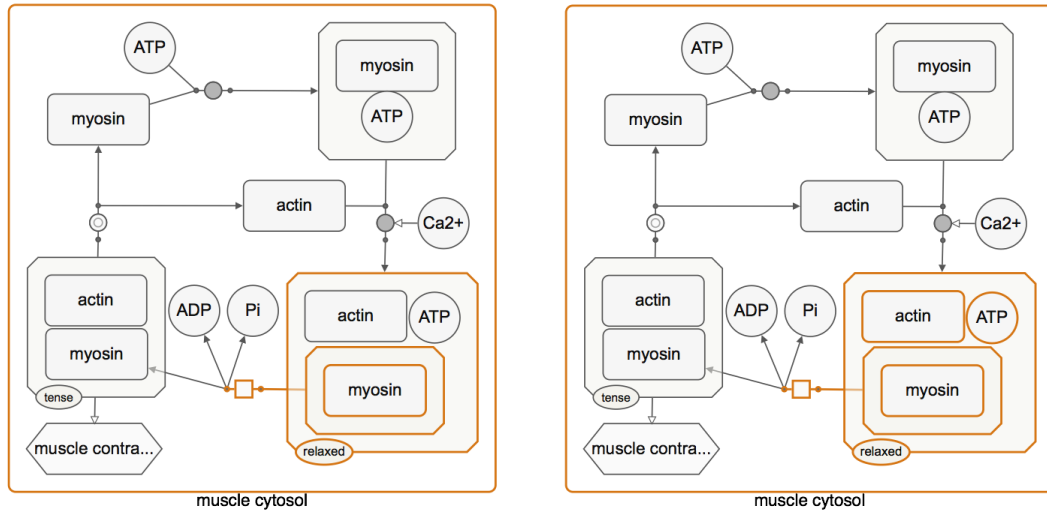 ATP
myosin
ATP
myosin
actin
Ca2+
actin
myosin
tense
ADP
Pi
actin
ATP
myosin
relaxed
muscle contra...
muscle cytosol
ATP
myosin
ATP
myosin
actin
Ca2+
actin
myosin
tense
ADP
Pi
actin
ATP
myosin
relaxed
muscle contra...
muscle cytosol